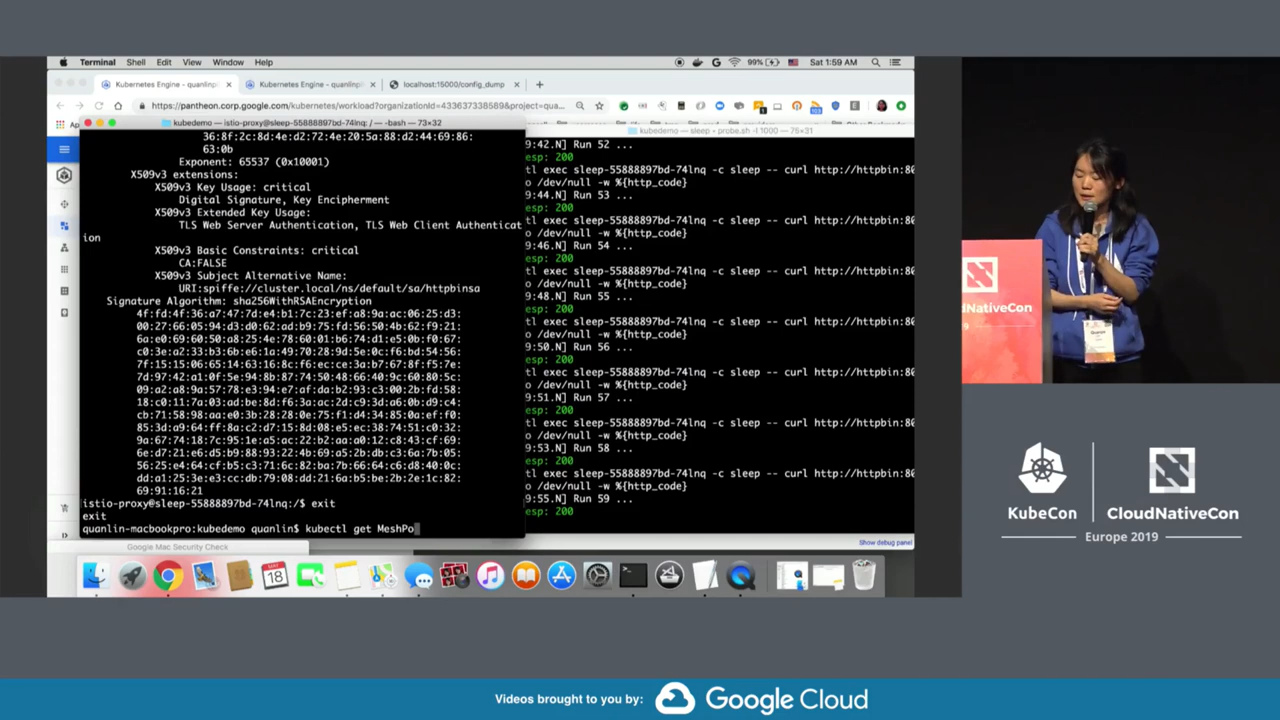 Terminal Shell Edit View Window Help
99% Sat 1:59 AM
Kubernetes Engine - quanlinpr
Kubernetes Engine - quanlinpr
localhost:15000/config_dump
https://pantheon.corp.google.com/kubernetes/workload?organizationId=433637338589&project=qua...
kubedemo — istio-proxy@sleep-55888897bd-74lnq: / — -bash — 73×32
36:8f:2c:8d:4e:d2:72:4e:20:5a:88:d2:44:69:86:
63:0b
Exponent: 65537 (0x10001)
X509v3 extensions:
X509v3 Key Usage: critical
Digital Signature, Key Encipherment
X509v3 Extended Key Usage:
TLS Web Server Authentication, TLS Web Client Authenticat
ion
X509v3 Basic Constraints: critical
CA:FALSE
X509v3 Subject Alternative Name:
URI:spiffe://cluster.local/ns/default/sa/httpbinsa
Signature Algorithm: sha256WithRSAEncryption
4f:fd:4f:36:a7:47:7d:e4:b1:7c:23:ef:a8:9a:ac:06:25:d3:
00:27:66:05:94:d3:d0:62:ad:b9:75:fd:56:50:4b:62:f9:21:
6a:e0:69:60:50:a8:25:4e:78:60:01:b6:74:d1:e5:0b:f0:67:
c0:3e:a2:33:b3:6b:e6:1a:49:70:28:9d:5e:0c:f6:bd:54:56:
7f:15:15:06:65:14:63:16:8c:f6:ec:ce:3a:b7:67:8f:f5:7e:
7d:97:42:a1:0f:5e:94:8b:87:74:50:48:66:40:9c:60:80:5c:
09:a2:a8:9a:57:78:e3:94:e7:af:da:b2:93:c3:00:2b:fd:58:
18:c0:11:7a:03:ad:be:8d:f6:3a:ac:2d:c9:3d:a6:0b:d9:c4:
cb:71:58:98:aa:e0:3b:28:28:0e:75:f1:d4:34:85:0a:ef:f0:
85:3d:a9:64:ff:8a:c2:d7:15:8d:08:e5:ec:38:74:51:c0:32:
9a:67:74:18:7c:95:1e:a5:ac:22:b2:aa:a0:12:c8:43:cf:69:
6e:d7:21:e6:d5:b9:88:93:22:4b:49:2b:db:c3:6a:7b:05:
56:25:e4:64:cf:b5:c3:71:6c:82:ba:7b:66:64:c6:d8:40:0c:
dd:a1:25:3e:e3:cc:db:79:08:dd:21:d5:be:2b:2e:1c:82:
69:91:16:21
istio-proxy@sleep-55888897bd-74lnq:/$ exit
exit
quanlin-macbookpro:kubedemo quanlin$ kubectl get MeshPo
Google Mac Security Check
kubedemo — sleep • probe.sh -l 1000 — 75×31
9:42.N] Run 52 ...
esp: 200
tl exec sleep-55888897bd-74lnq -c sleep -- curl http://httpbin:80
o /dev/null -w %{http_code}
9:44.N] Run 53 ...
esp: 200
tl exec sleep-55888897bd-74lnq -c sleep -- curl http://httpbin:80
o /dev/null -w %{http_code}
9:46.N] Run 54 ...
esp: 200
tl exec sleep-55888897bd-74lnq -c sleep -- curl http://httpbin:80
o /dev/null -w %{http_code}
9:48.N] Run 55 ...
esp: 200
tl exec sleep-55888897bd-74lnq -c sleep -- curl http://httpbin:80
o /dev/null -w %{http_code}
9:50.N] Run 56 ...
esp: 200
tl exec sleep-55888897bd-74lnq -c sleep -- curl http://httpbin:80
o /dev/null -w %{http_code}
9:51.N] Run 57 ...
esp: 200
tl exec sleep-55888897bd-74lnq -c sleep -- curl http://httpbin:80
o /dev/null -w %{http_code}
9:53.N] Run 58 ...
esp: 200
tl exec sleep-55888897bd-74lnq -c sleep -- curl http://httpbin:80
o /dev/null -w %{http_code}
9:55.N] Run 59 ...
esp: 200
Show debug panel
MAY
18
dNativeCon
KubeCon
CloudNativeCon
Europe 2019
Videos brought to you by:
Google Cloud